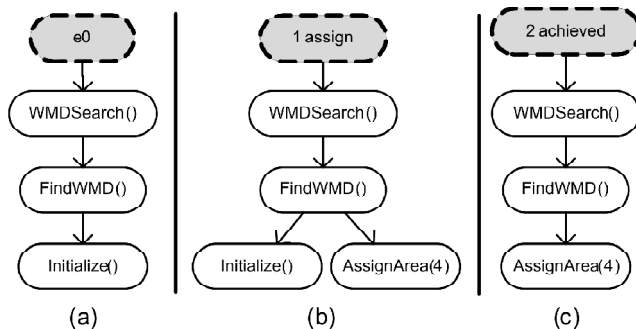 e0
WMDSearch()
FindWMD()
Initialize()
(a)
1 assign
WMDSearch()
FindWMD()
Initialize()
AssignArea(4)
(b)
2 achieved
WMDSearch()
FindWMD()
AssignArea(4)
(c)